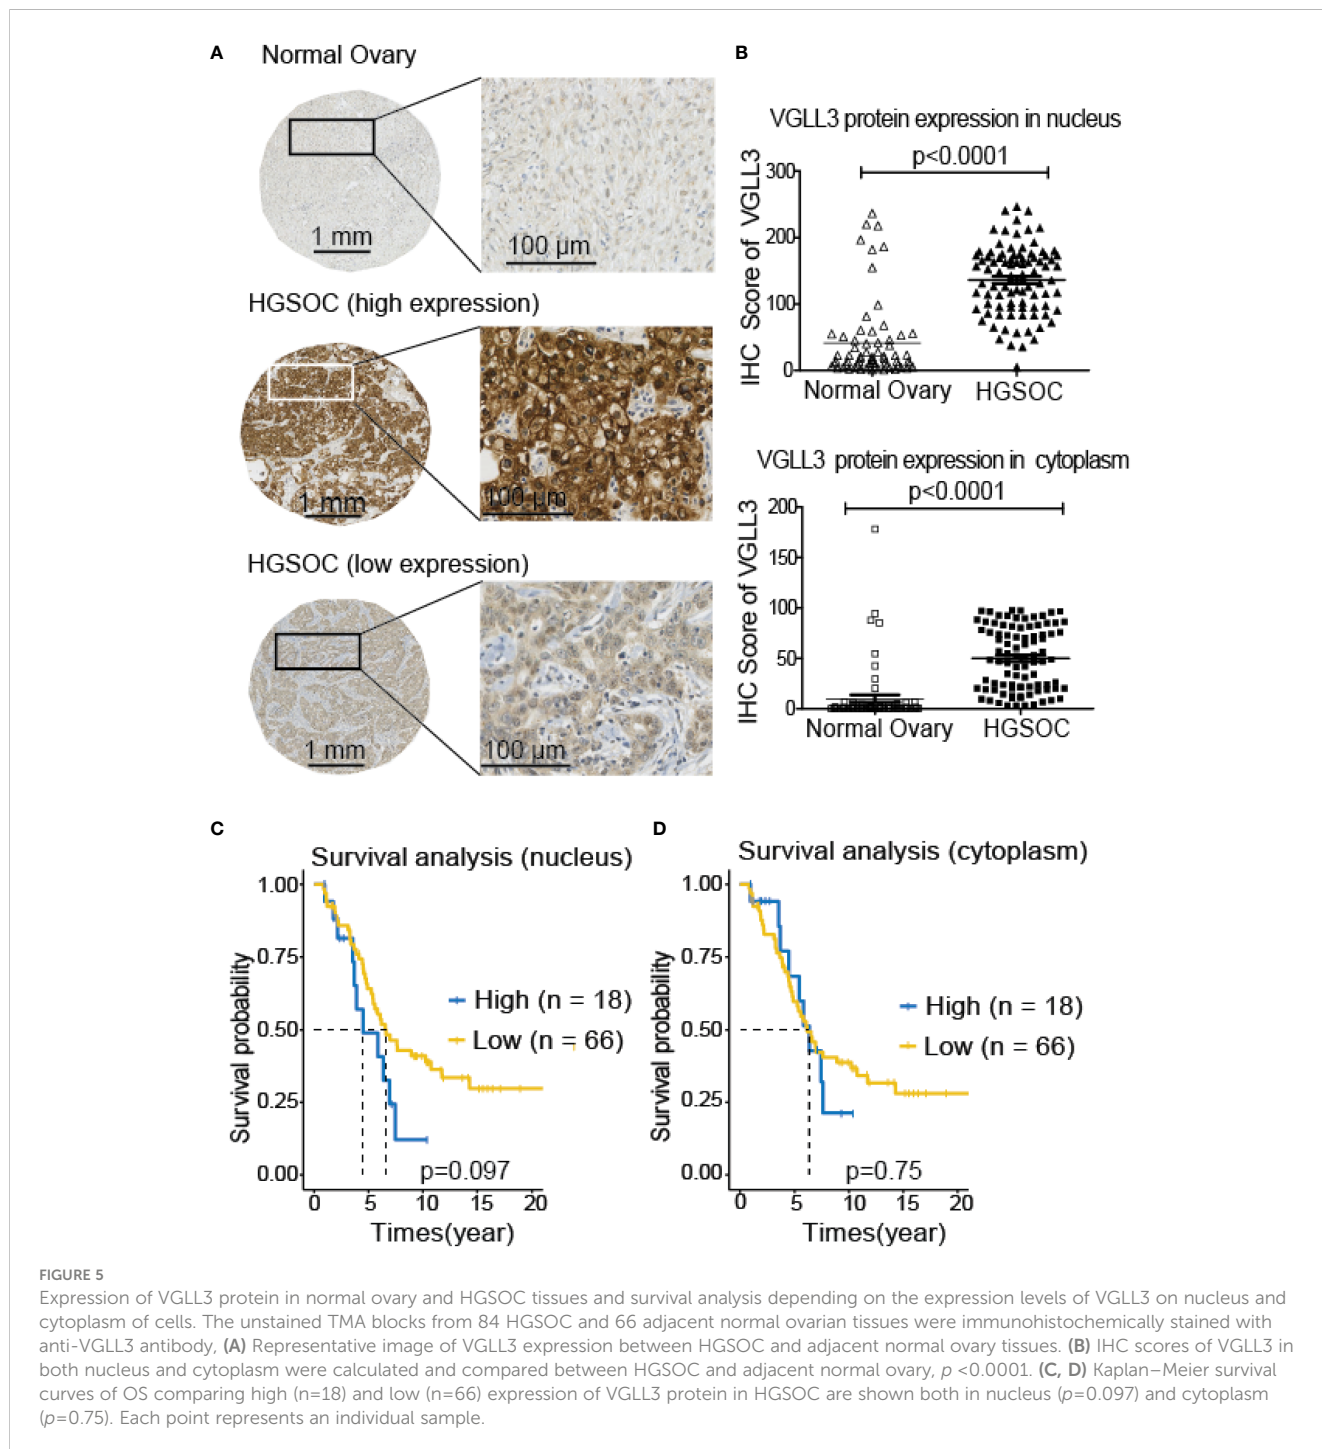 A
Normal Ovary
1 mm
100 µm
HGSOC (high expression)
1 mm
100 µm
HGSOC (low expression)
1 mm
100 µm
B
VGLL3 protein expression in nucleus
p<0.0001
IHC Score of VGLL3
300
200
100
0
Normal Ovary
HGSOC
VGLL3 protein expression in cytoplasm
p<0.0001
IHC Score of VGLL3
200
150
100
50
0
Normal Ovary
HGSOC
C
Survival analysis (nucleus)
Survival probability
1.00
0.75
0.50
0.25
0.00
High (n = 18)
Low (n = 66)
p=0.097
0 5 10 15 20
Times(year)
D
Survival analysis (cytoplasm)
Survival probability
1.00
0.75
0.50
0.25
0.00
High (n = 18)
Low (n = 66)
p=0.75
0 5 10 15 20
Times(year)
FIGURE 5
Expression of VGLL3 protein in normal ovary and HGSOC tissues and survival analysis depending on the expression levels of VGLL3 on nucleus and
cytoplasm of cells. The unstained TMA blocks from 84 HGSOC and 66 adjacent normal ovarian tissues were immunohistochemically stained with
anti-VGLL3 antibody, (A) Representative image of VGLL3 expression between HGSOC and adjacent normal ovary tissues. (B) IHC scores of VGLL3 in
both nucleus and cytoplasm were calculated and compared between HGSOC and adjacent normal ovary, p <0.0001. (C, D) Kaplan–Meier survival
curves of OS comparing high (n=18) and low (n=66) expression of VGLL3 protein in HGSOC are shown both in nucleus (p=0.097) and cytoplasm
(p=0.75). Each point represents an individual sample.